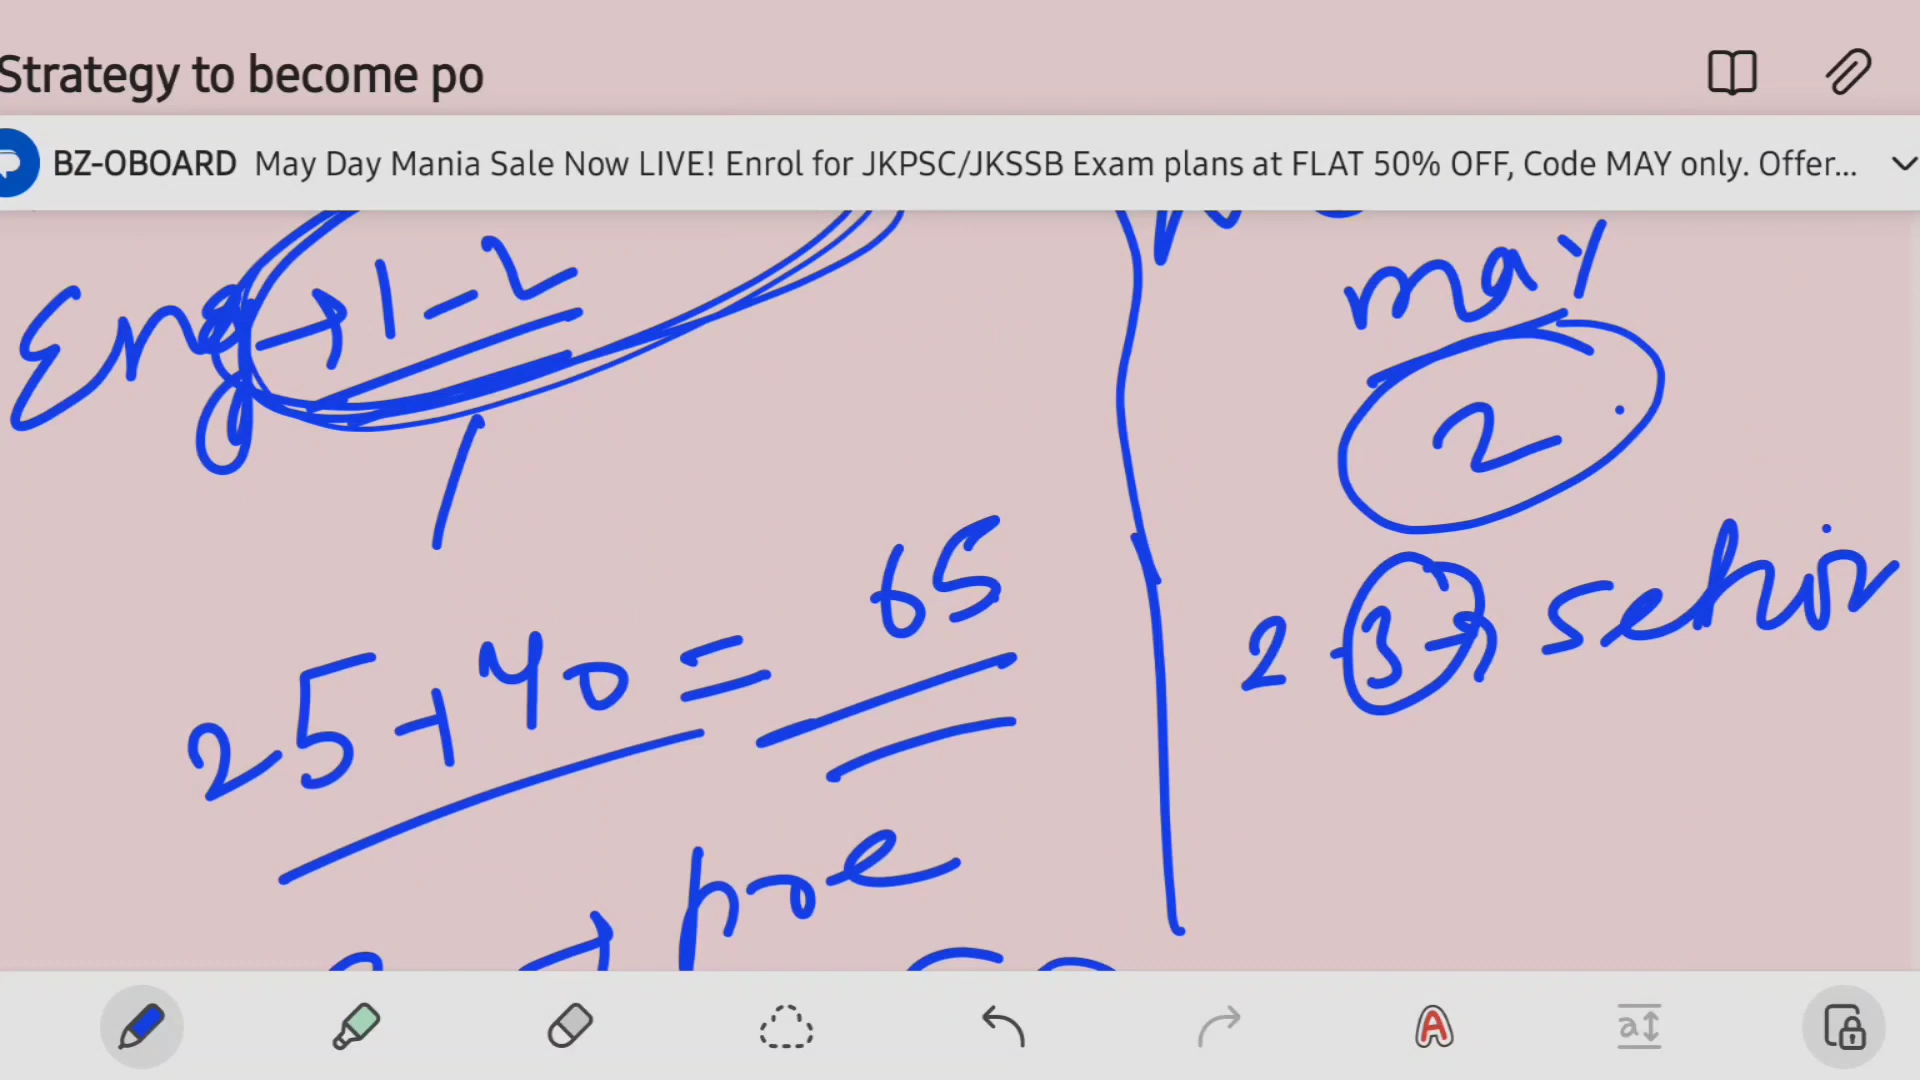 Strategy to become po
BZ-OBOARD May Day Mania Sale Now LIVE! Enrol for JKPSC/JKSSB Exam plans at FLAT 50% OFF, Code MAY only. Offer...
Eng → 1-2
25+40 = 65
→ pre
may
2
2-3 →